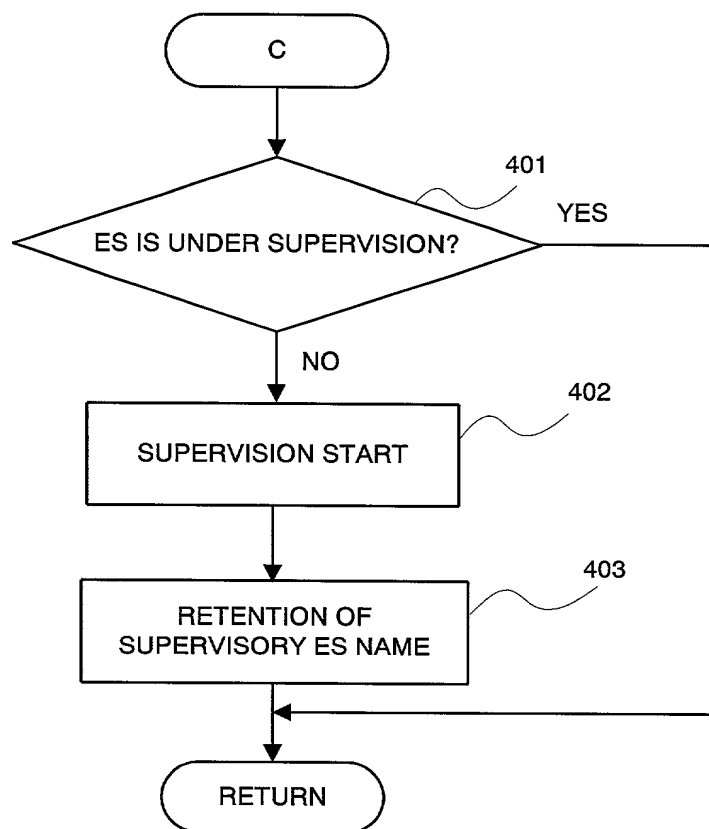 C
401
ES IS UNDER SUPERVISION?
YES
NO
402
SUPERVISION START
403
RETENTION OF
SUPERVISORY ES NAME
RETURN